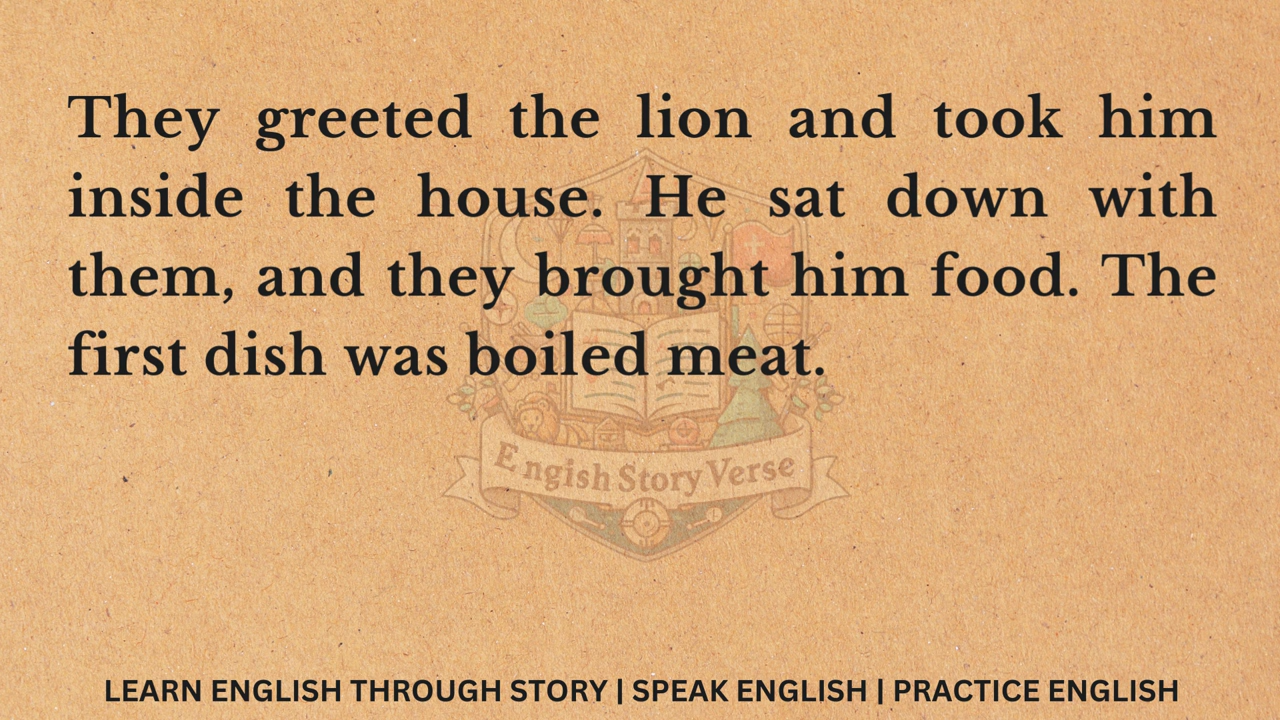 They greeted the lion and took him
inside the house. He sat down with
them, and they brought him food. The
first dish was boiled meat.
Engish Story Verse
LEARN ENGLISH THROUGH STORY | SPEAK ENGLISH | PRACTICE ENGLISH